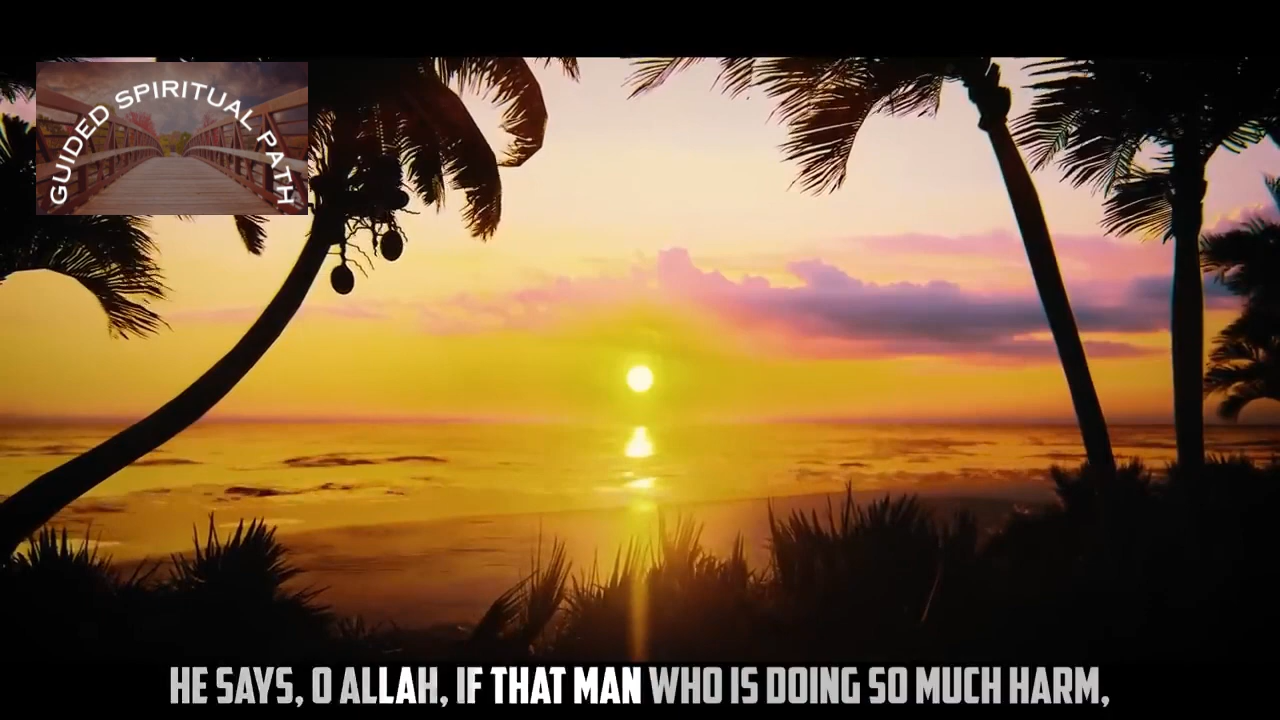 GUIDED SPIRITUAL PATH
HE SAYS, O ALLAH, IF THAT MAN WHO IS DOING SO MUCH HARM,